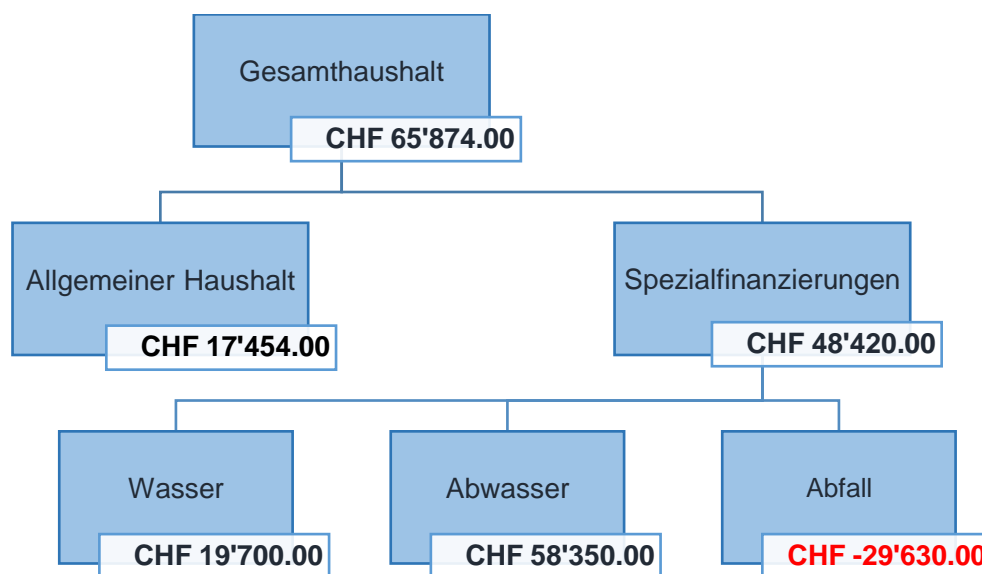 Gesamthaushalt
CHF 65'874.00
Allgemeiner Haushalt
CHF 17'454.00
Spezialfinanzierungen
CHF 48'420.00
Wasser
CHF 19'700.00
Abwasser
CHF 58'350.00
Abfall
CHF -29'630.00